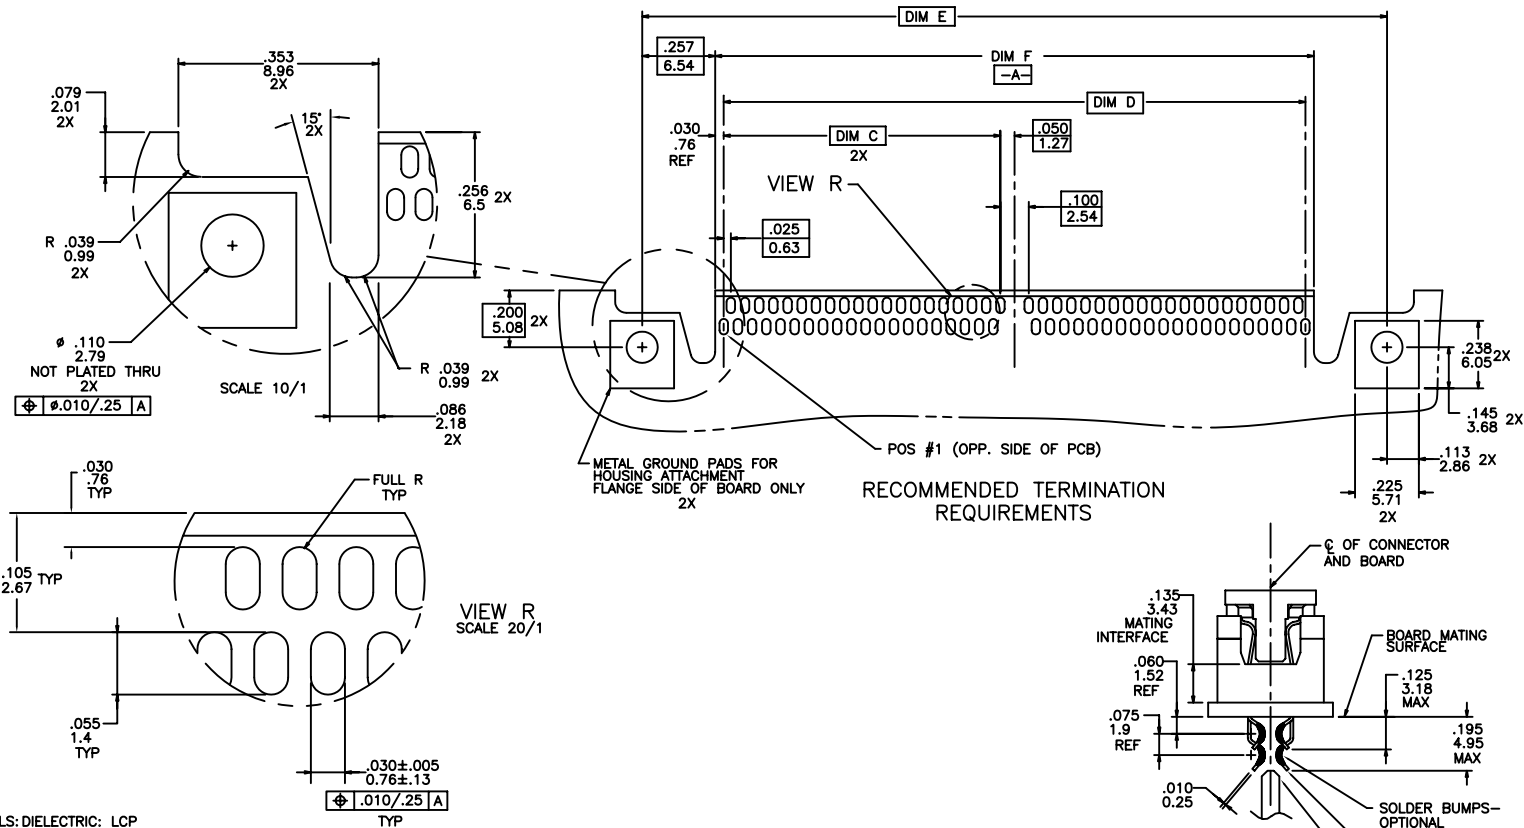 DIM E
.257
6.54
DIM F
-A-
.353
8.96
2X
.079
2.01
2X
15°
2X
DIM D
.030
.76
REF
DIM C
2X
.050
1.27
VIEW R
.256
6.5 2X
.100
2.54
.025
0.63
R .039
0.99
2X
.200
5.08 2X
ø .110
2.79
NOT PLATED THRU
2X
⌖ ø.010/.25 A
SCALE 10/1
R .039
0.99 2X
.086
2.18
2X
.238
6.05 2X
.145
3.68 2X
.113
2.86 2X
.225
5.71
2X
POS #1 (OPP. SIDE OF PCB)
METAL GROUND PADS FOR
HOUSING ATTACHMENT
FLANGE SIDE OF BOARD ONLY
2X
RECOMMENDED TERMINATION
REQUIREMENTS
.030
.76
TYP
FULL R
TYP
.105
2.67 TYP
VIEW R
SCALE 20/1
.055
1.4
TYP
.030±.005
0.76±.13
⌖ .010/.25 A
TYP
℄ OF CONNECTOR
AND BOARD
.135
3.43
MATING
INTERFACE
BOARD MATING
SURFACE
.060
1.52
REF
.125
3.18
MAX
.075
1.9
REF
.195
4.95
MAX
.010
0.25
SOLDER BUMPS-
OPTIONAL
LS: DIELECTRIC: LCP